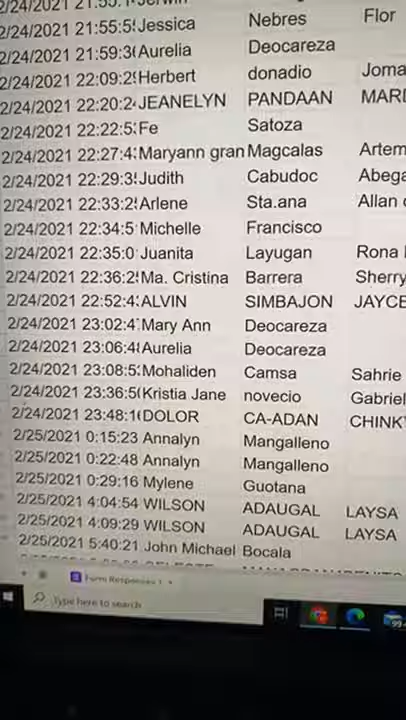 2/24/2021 21:55:5 Jessica Nebres Flor
2/24/2021 21:59:3 Aurelia Deocareza
2/24/2021 22:09:2 Herbert donadio Joma
2/24/2021 22:20:2 JEANELYN PANDAAN MARI
2/24/2021 22:22:5 Fe Satoza
2/24/2021 22:27:4 Maryann gran Magcalas Artem
2/24/2021 22:29:3 Judith Cabudoc Abega
2/24/2021 22:33:2 Arlene Sta.ana Allan
2/24/2021 22:34:5 Michelle Francisco
2/24/2021 22:35:0 Juanita Layugan Rona
2/24/2021 22:36:2 Ma. Cristina Barrera Sherry
2/24/2021 22:52:4 ALVIN SIMBAJON JAYCE
2/24/2021 23:02:4 Mary Ann Deocareza
2/24/2021 23:06:4 Aurelia Deocareza
2/24/2021 23:08:5 Mohaliden Camsa Sahrie
2/24/2021 23:36:5 Kristia Jane novecio Gabriel
2/24/2021 23:48:1 DOLOR CA-ADAN CHINK
2/25/2021 0:15:23 Annalyn Mangalleno
2/25/2021 0:22:48 Annalyn Mangalleno
2/25/2021 0:29:16 Mylene Guotana
2/25/2021 4:04:54 WILSON ADAUGAL LAYSA
2/25/2021 4:09:29 WILSON ADAUGAL LAYSA
2/25/2021 5:40:21 John Michael Bocala
Form Responses 1
Type here to search
99+